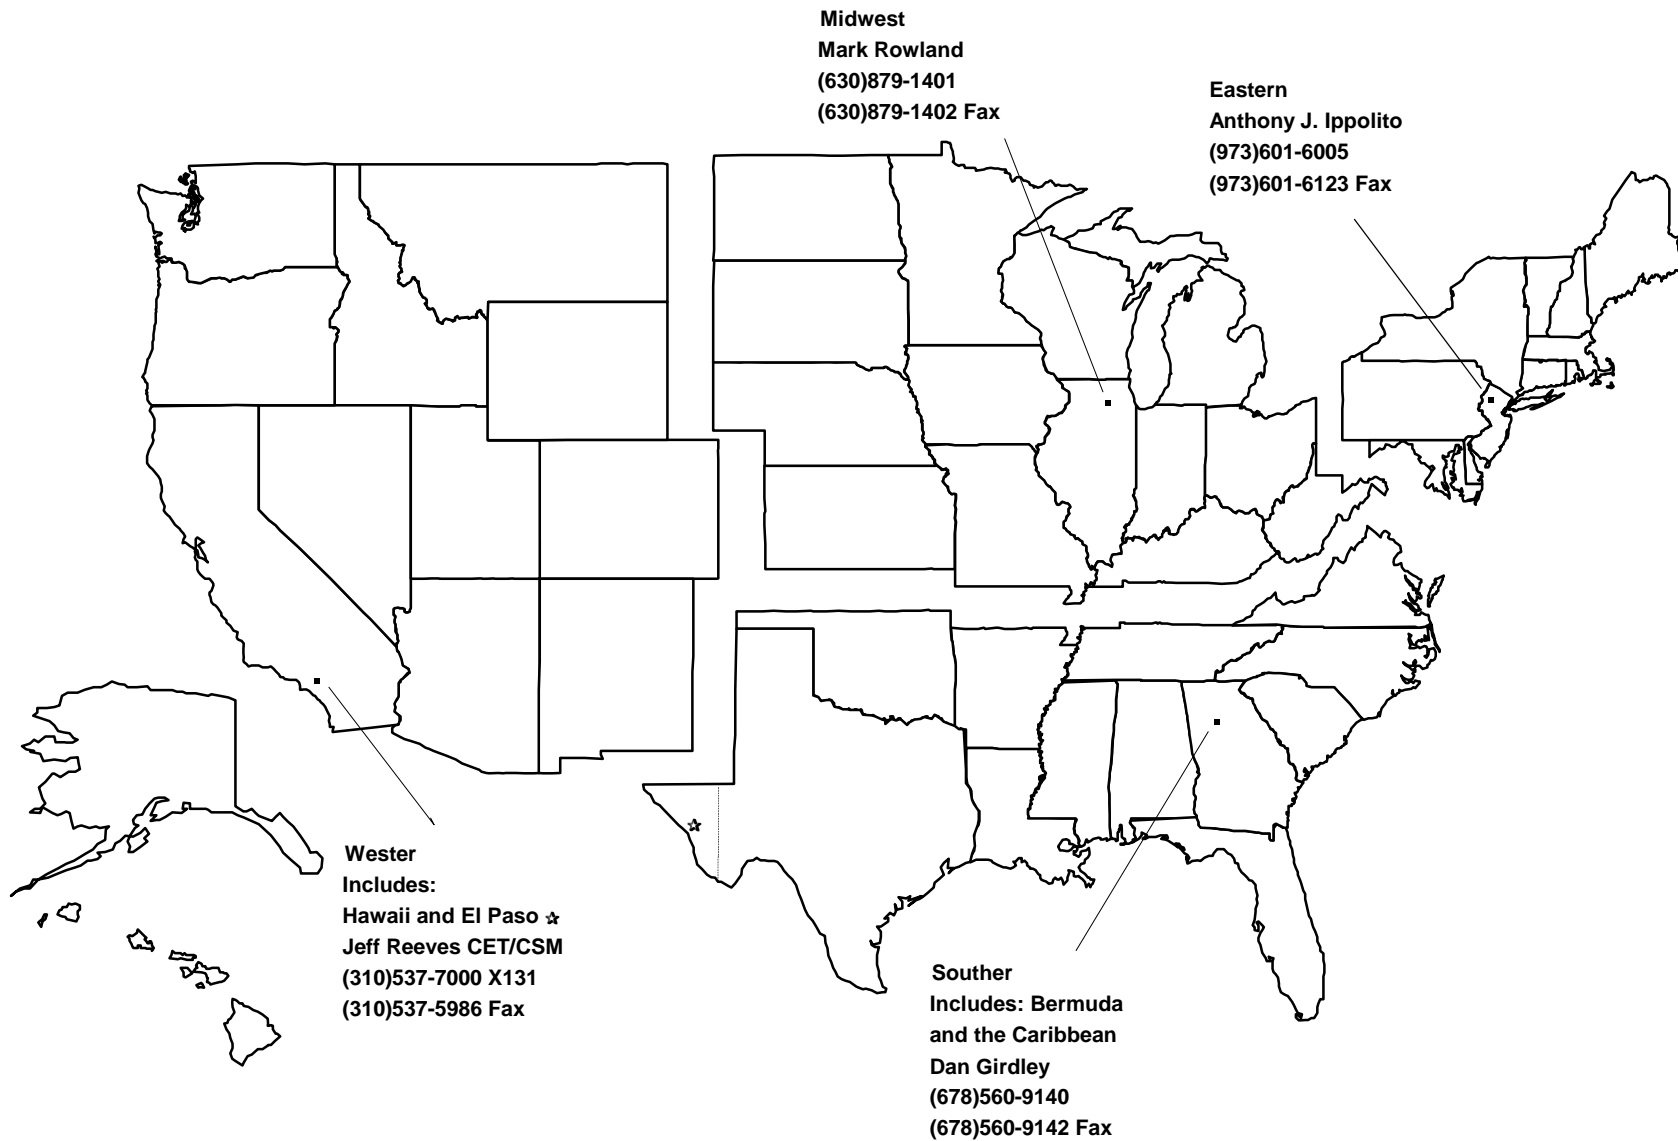 Midwest
Mark Rowland
(630)879-1401
(630)879-1402 Fax
Eastern
Anthony J. Ippolito
(973)601-6005
(973)601-6123 Fax
Wester
Includes:
Hawaii and El Paso ☆
Jeff Reeves CET/CSM
(310)537-7000 X131
(310)537-5986 Fax
Souther
Includes: Bermuda
and the Caribbean
Dan Girdley
(678)560-9140
(678)560-9142 Fax